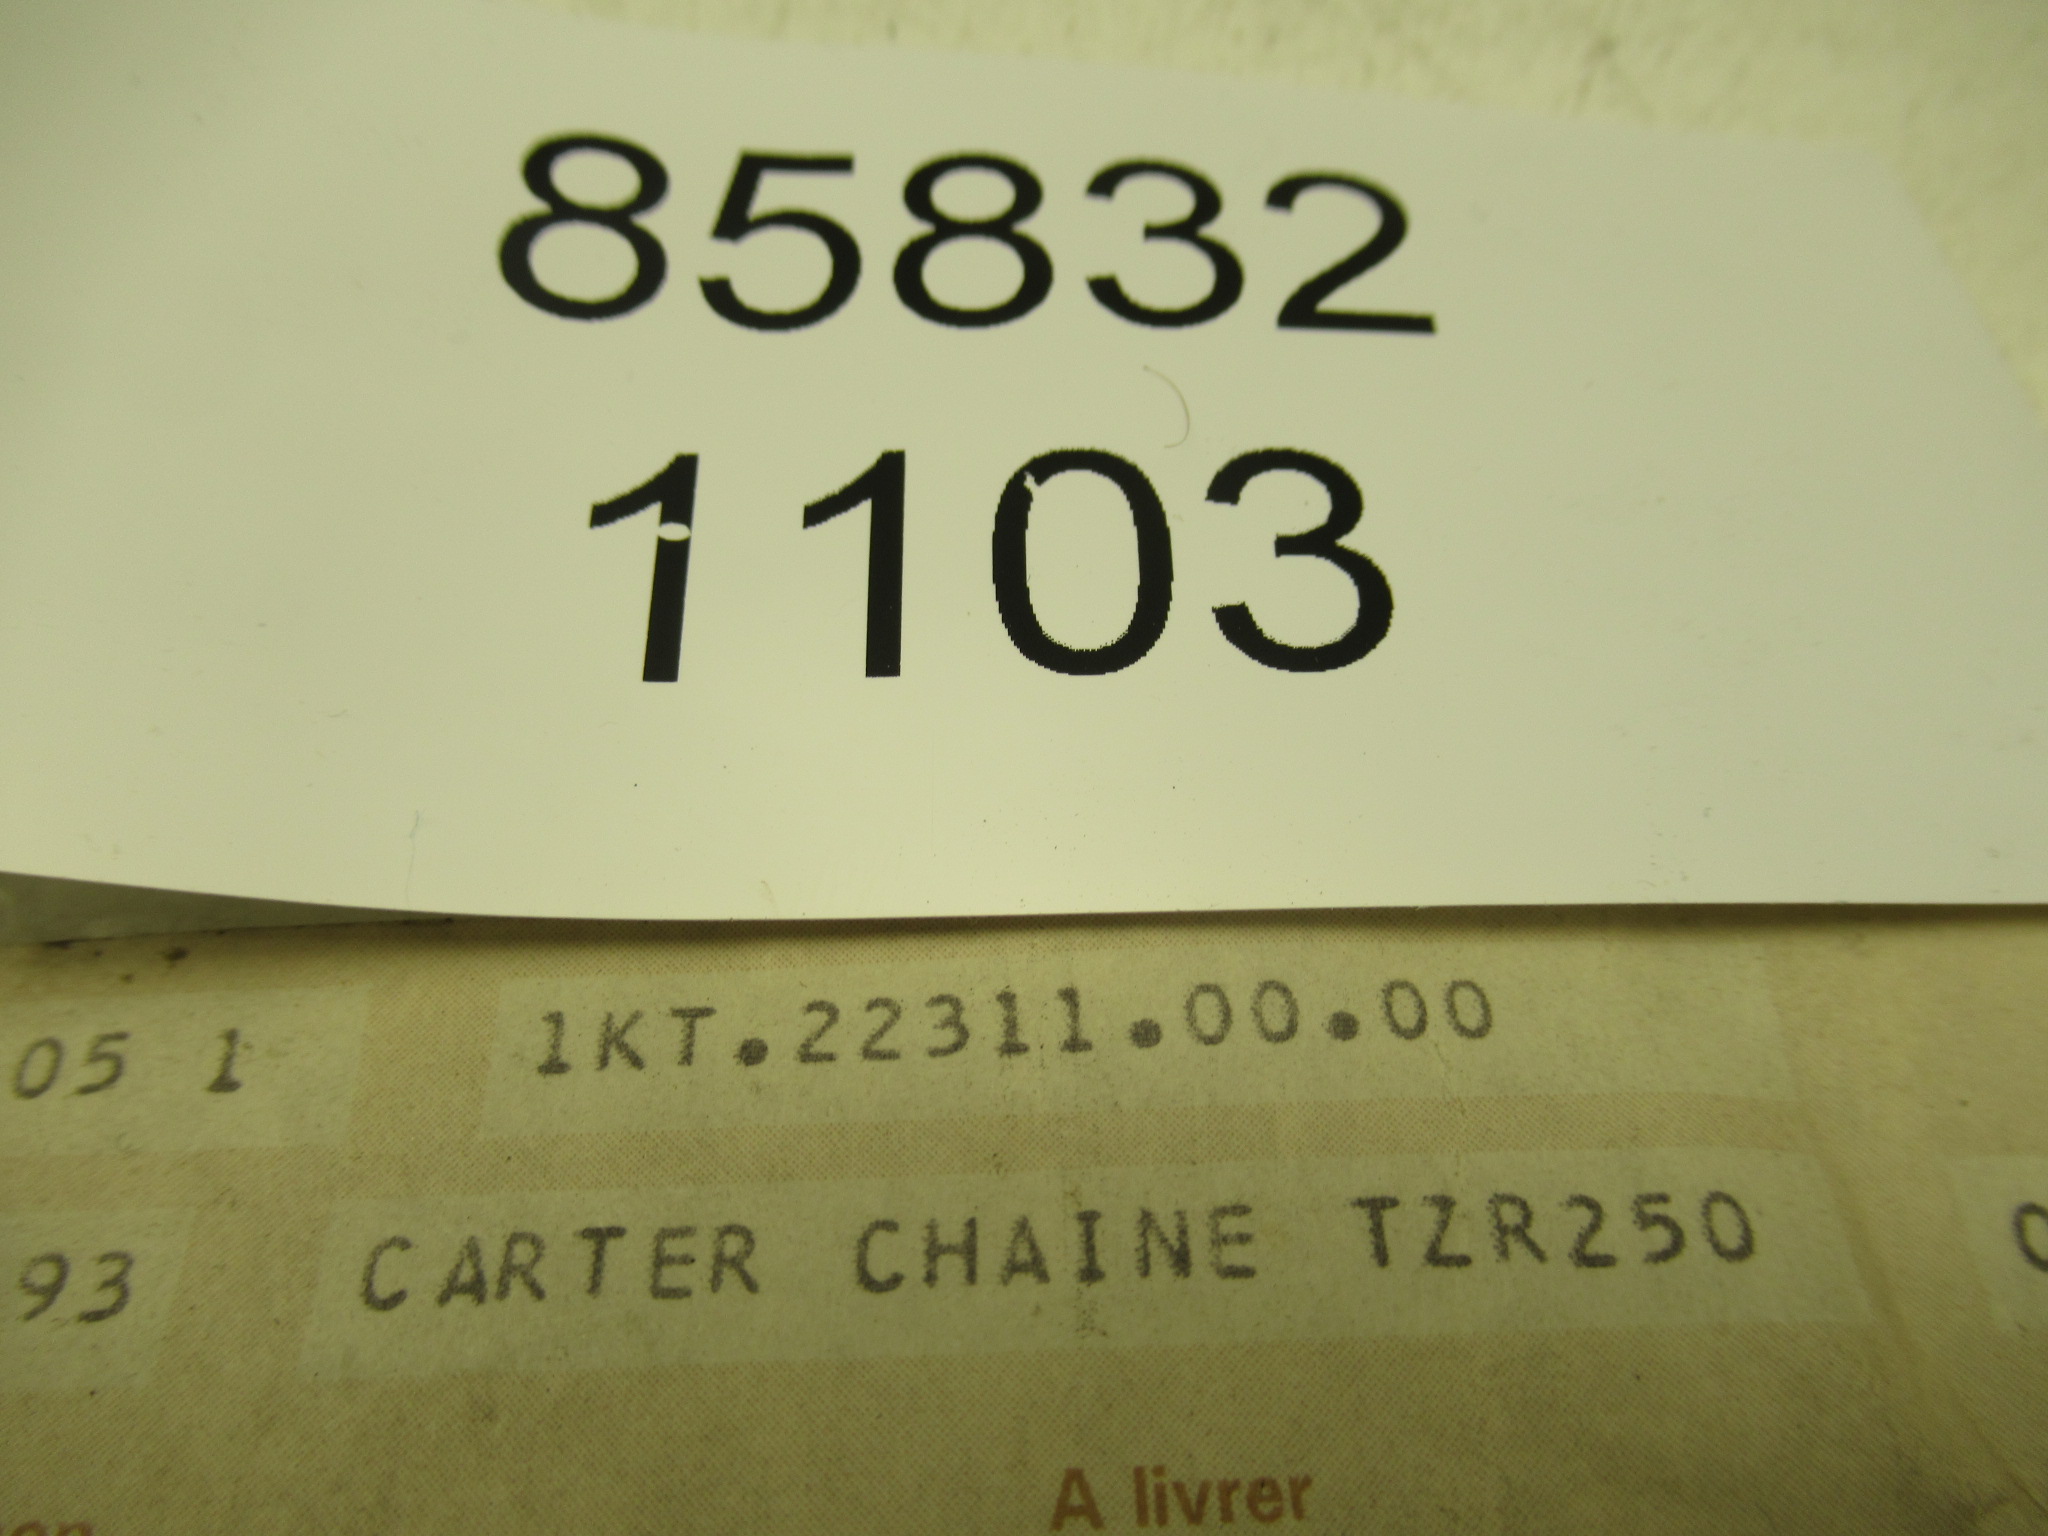 85832
1103
05 1 1KT.22311.00.00
93 CARTER CHAINE TZR250
A livrer